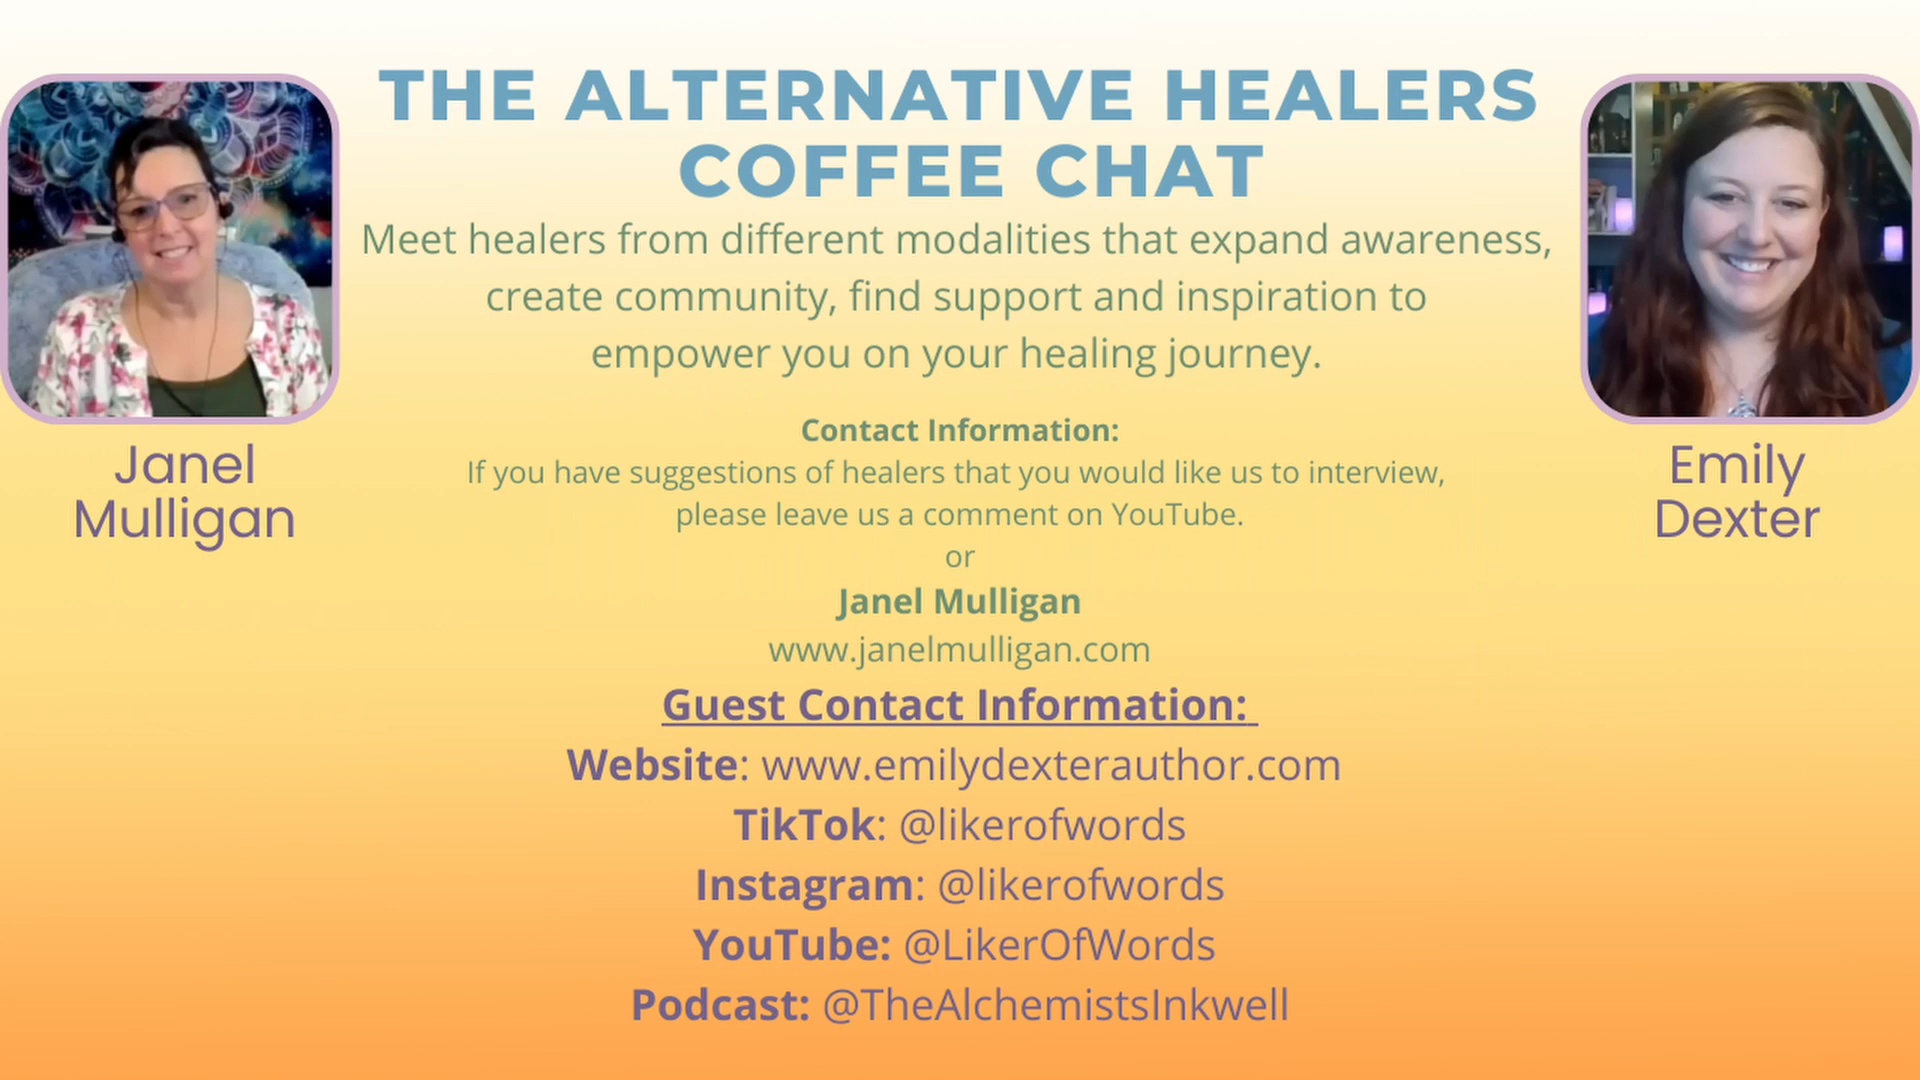 THE ALTERNATIVE HEALERS
COFFEE CHAT
Meet healers from different modalities that expand awareness,
create community, find support and inspiration to
empower you on your healing journey.
Contact Information:
If you have suggestions of healers that you would like us to interview,
please leave us a comment on YouTube.
or
Janel Mulligan
www.janelmulligan.com
Guest Contact Information:
Website: www.emilydexterauthor.com
TikTok: @likerofwords
Instagram: @likerofwords
YouTube: @LikerOfWords
Podcast: @TheAlchemistsInkwell
Janel
Mulligan
Emily
Dexter